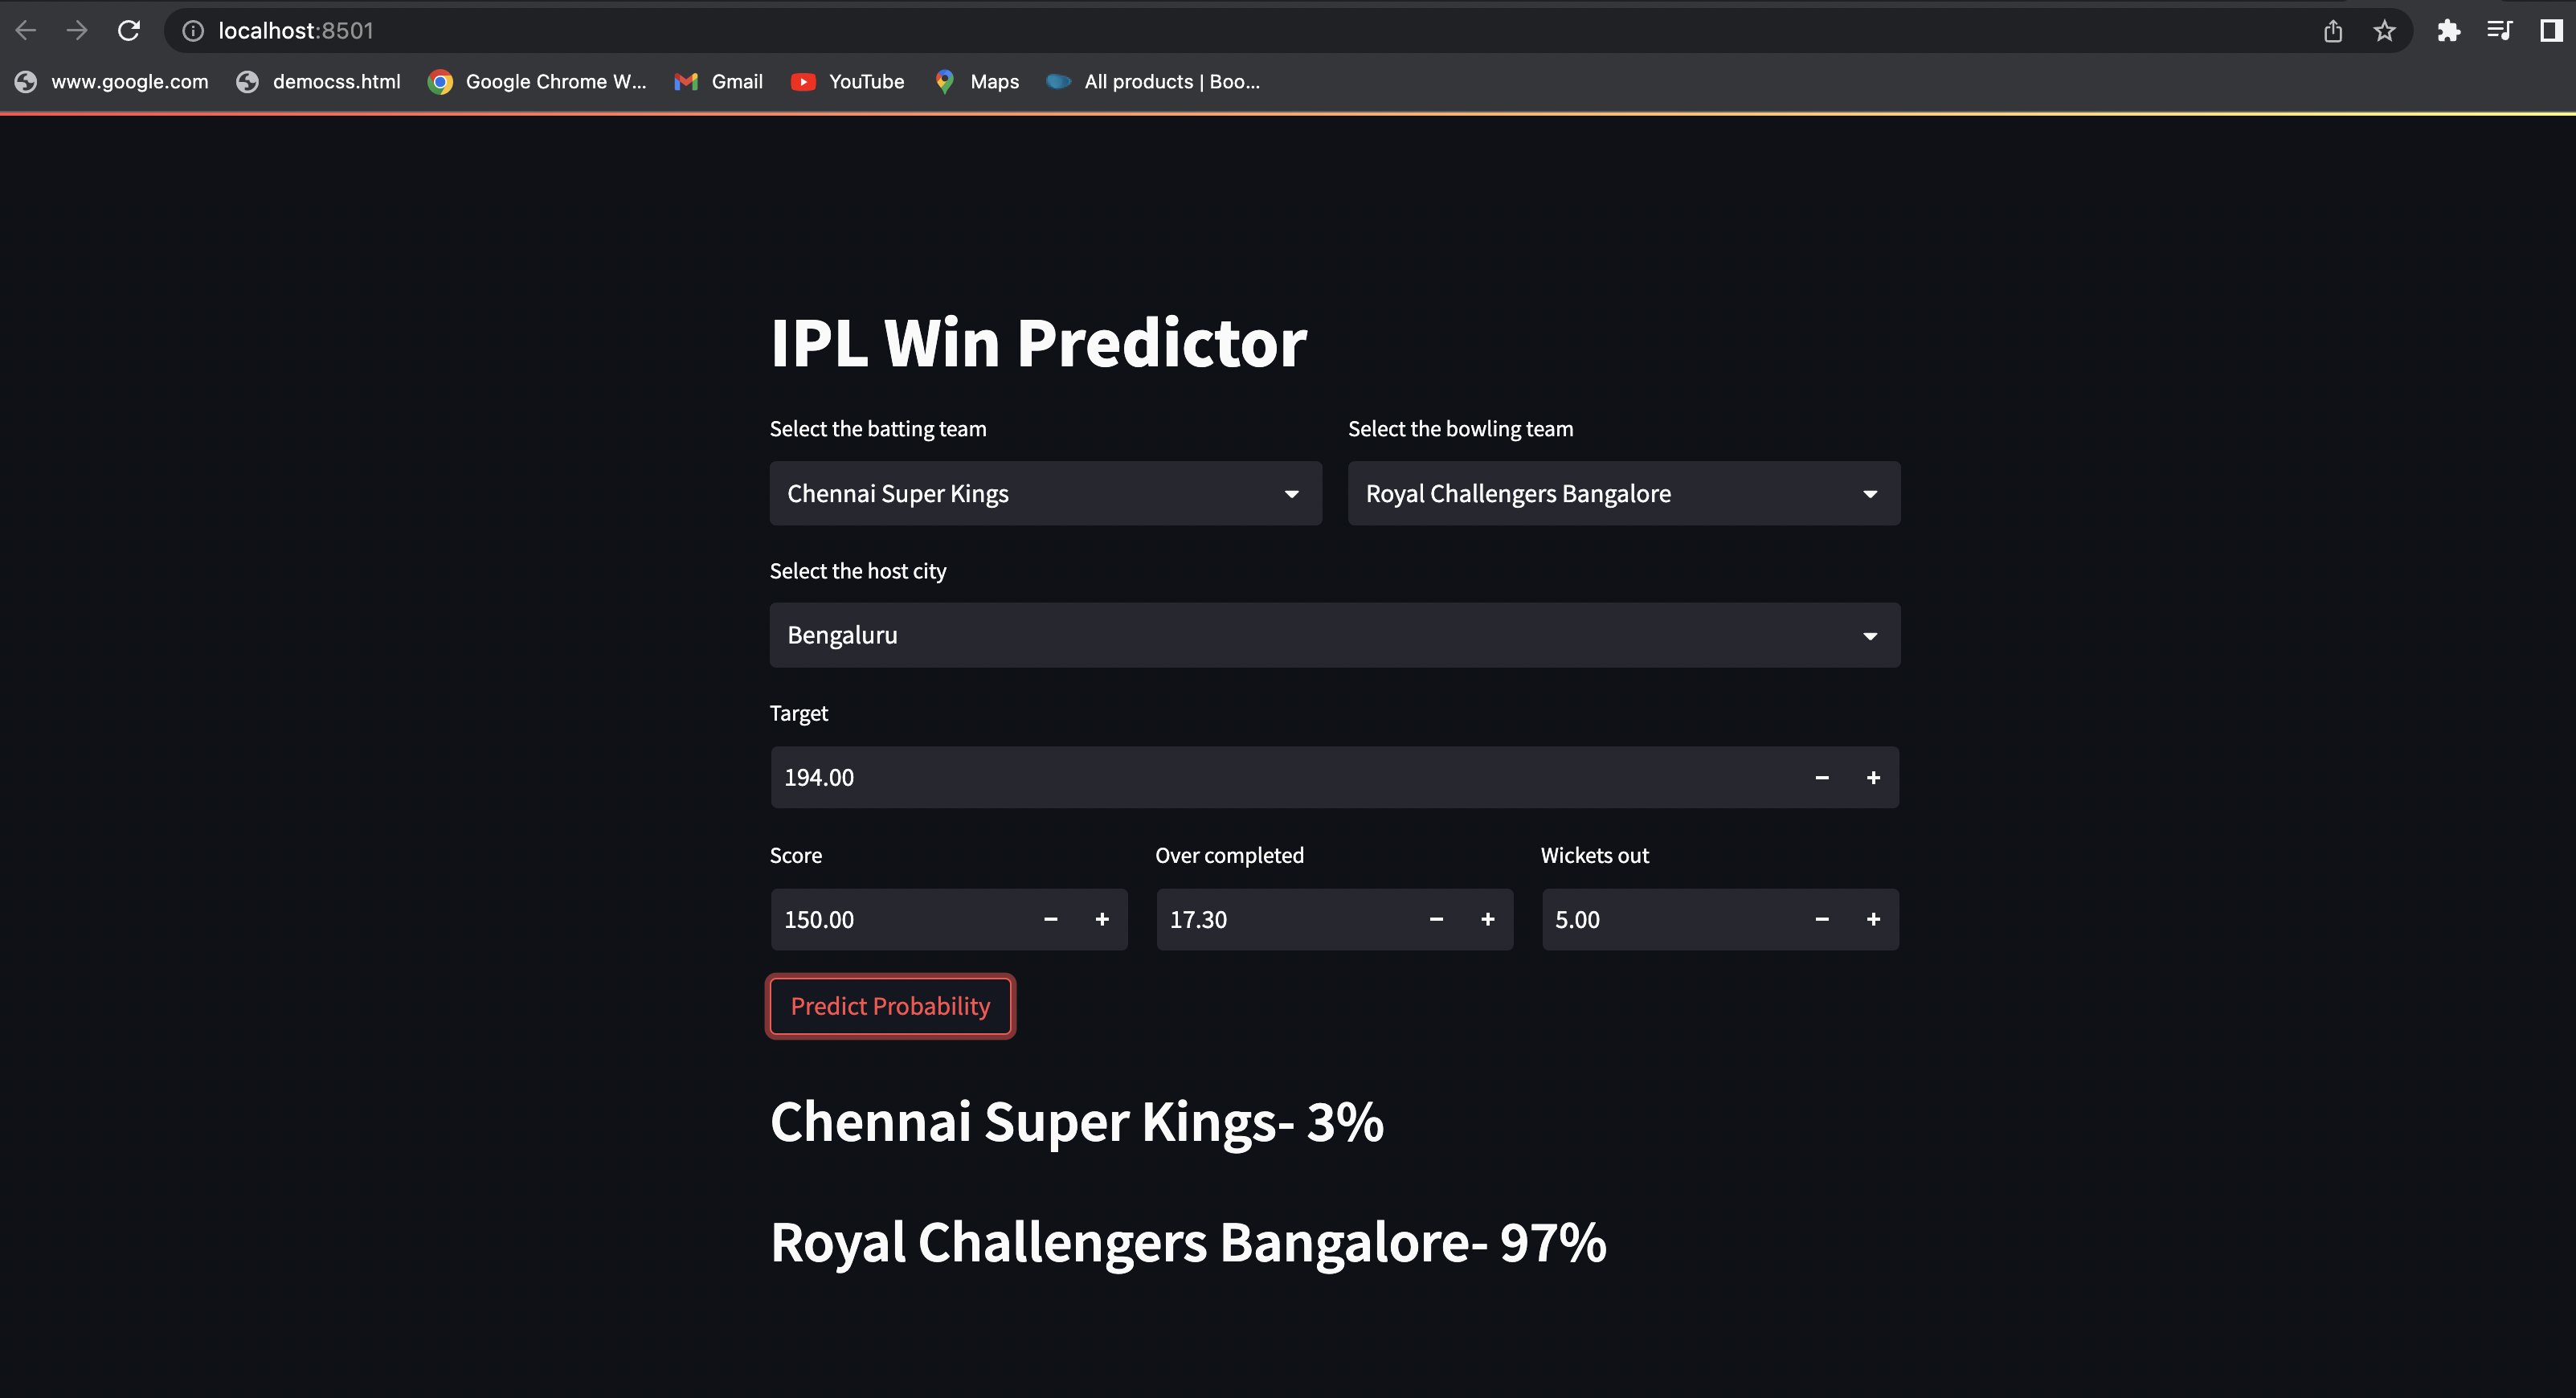 localhost:8501
www.google.com democss.html Google Chrome W... Gmail YouTube Maps All products | Boo...
IPL Win Predictor
Select the batting team Select the bowling team
Chennai Super Kings Royal Challengers Bangalore
Select the host city
Bengaluru
Target
194.00 − +
Score Over completed Wickets out
150.00 − + 17.30 − + 5.00 − +
Predict Probability
Chennai Super Kings- 3%
Royal Challengers Bangalore- 97%